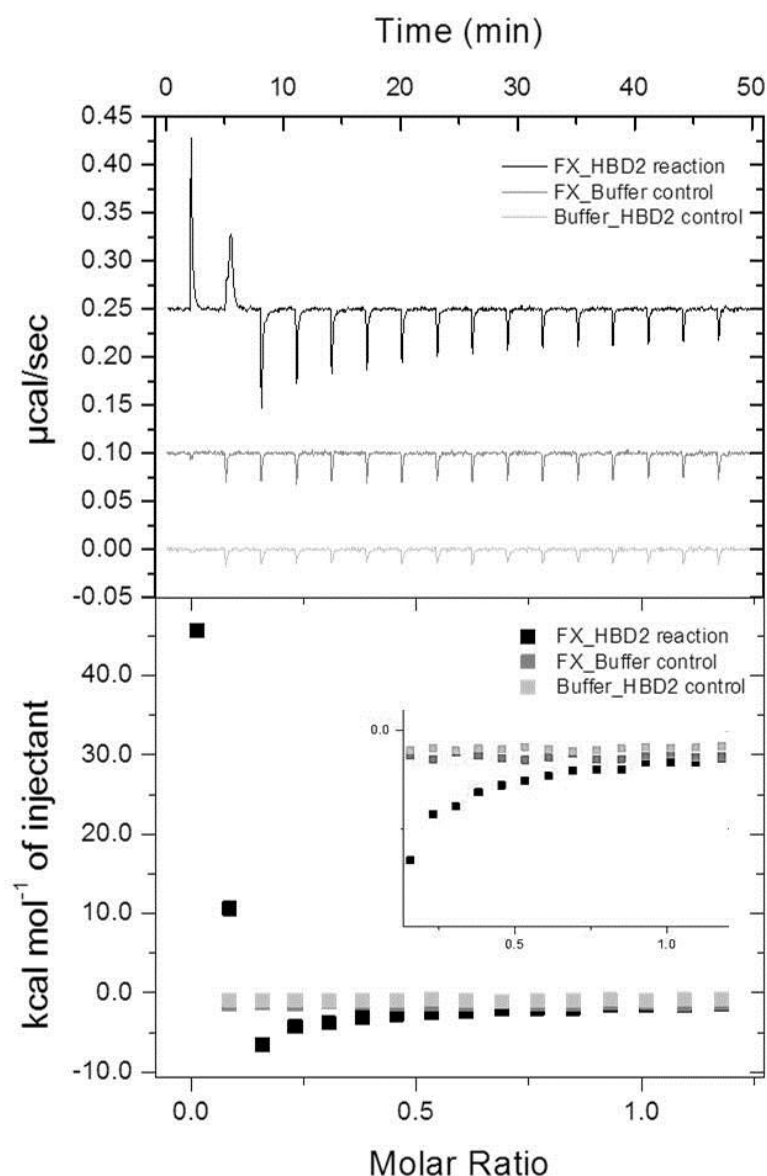 Time (min)
0 10 20 30 40 50
0.45
0.40
0.35
0.30
0.25
0.20
0.15
0.10
0.05
0.00
-0.05
µcal/sec
FX_HBD2 reaction
FX_Buffer control
Buffer_HBD2 control
40.0
30.0
20.0
10.0
0.0
-10.0
kcal mol⁻¹ of injectant
FX_HBD2 reaction
FX_Buffer control
Buffer_HBD2 control
0.0
0.5 1.0
0.0 0.5 1.0
Molar Ratio